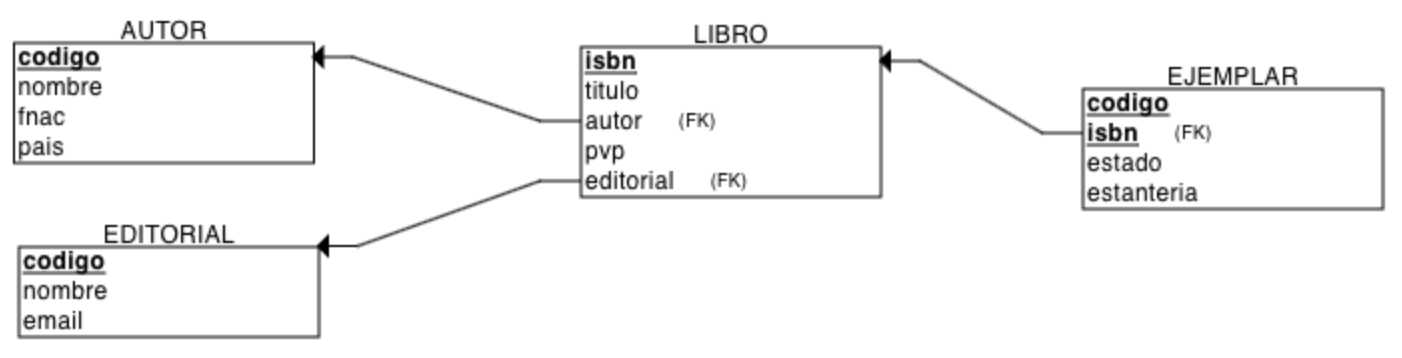 AUTOR
codigo
nombre
fnac
pais
LIBRO
isbn
titulo
autor (FK)
pvp
editorial (FK)
EJEMPLAR
codigo
isbn (FK)
estado
estanteria
EDITORIAL
codigo
nombre
email